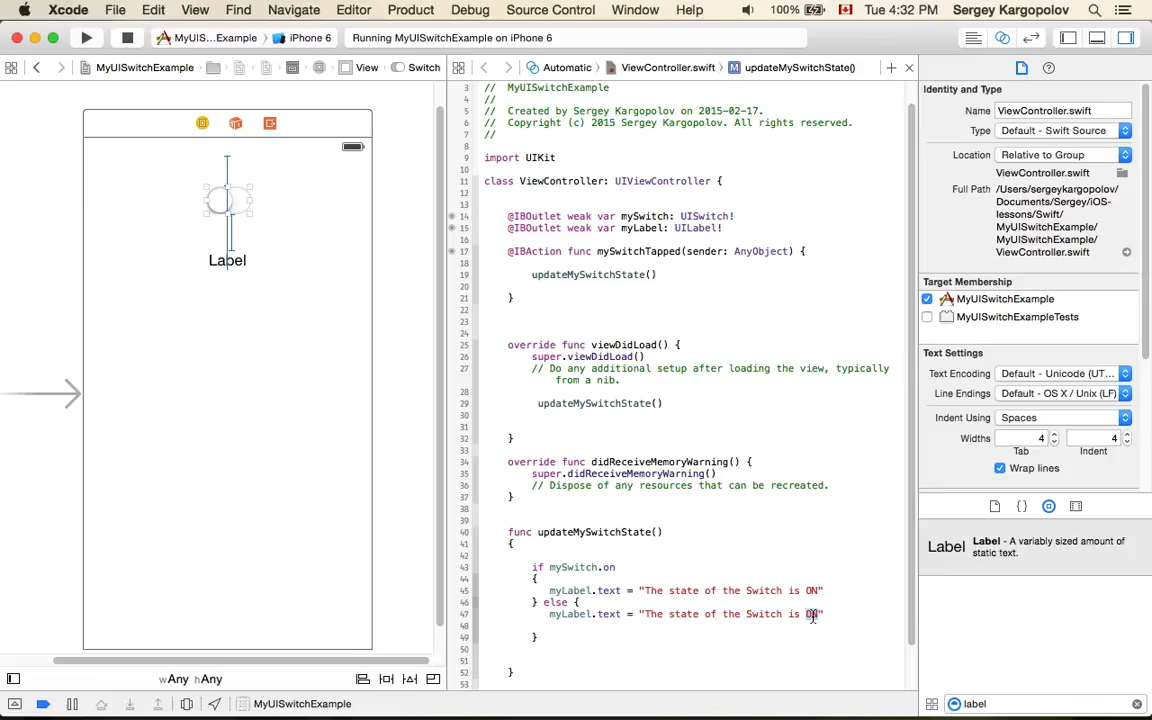 Xcode File Edit View Find Navigate Editor Product Debug Source Control Window Help 100% Tue 4:32 PM Sergey Kargopolov
MyUIS...Example iPhone 6 Running MyUISwitchExample on iPhone 6
MyUISwitchExample View Switch Automatic ViewController.swift updateMySwitchState()
Label
wAny hAny
3 // MyUISwitchExample
4 //
5 // Created by Sergey Kargopolov on 2015-02-17.
6 // Copyright (c) 2015 Sergey Kargopolov. All rights reserved.
7 //
8
9 import UIKit
10
11 class ViewController: UIViewController {
12
13
14 @IBOutlet weak var mySwitch: UISwitch!
15 @IBOutlet weak var myLabel: UILabel!
16
17 @IBAction func mySwitchTapped(sender: AnyObject) {
18
19 updateMySwitchState()
20
21 }
22
23
24
25 override func viewDidLoad() {
26 super.viewDidLoad()
27 // Do any additional setup after loading the view, typically
from a nib.
28
29 updateMySwitchState()
30
31
32 }
33
34 override func didReceiveMemoryWarning() {
35 super.didReceiveMemoryWarning()
36 // Dispose of any resources that can be recreated.
37 }
38
39
40 func updateMySwitchState()
41 {
42
43 if mySwitch.on
44 {
45 myLabel.text = "The state of the Switch is ON"
46 } else {
47 myLabel.text = "The state of the Switch is ON"
48
49 }
50
51
52 }
53
MyUISwitchExample
Identity and Type
Name ViewController.swift
Type Default - Swift Source
Location Relative to Group
ViewController.swift
Full Path /Users/sergeykargopolov/
Documents/Sergey/iOS-
lessons/Swift/
MyUISwitchExample/
MyUISwitchExample/
ViewController.swift
Target Membership
MyUISwitchExample
MyUISwitchExampleTests
Text Settings
Text Encoding Default - Unicode (UT...
Line Endings Default - OS X / Unix (LF)
Indent Using Spaces
Widths 4 4
Tab Indent
Wrap lines
{ }
Label Label - A variably sized amount of
static text.
label